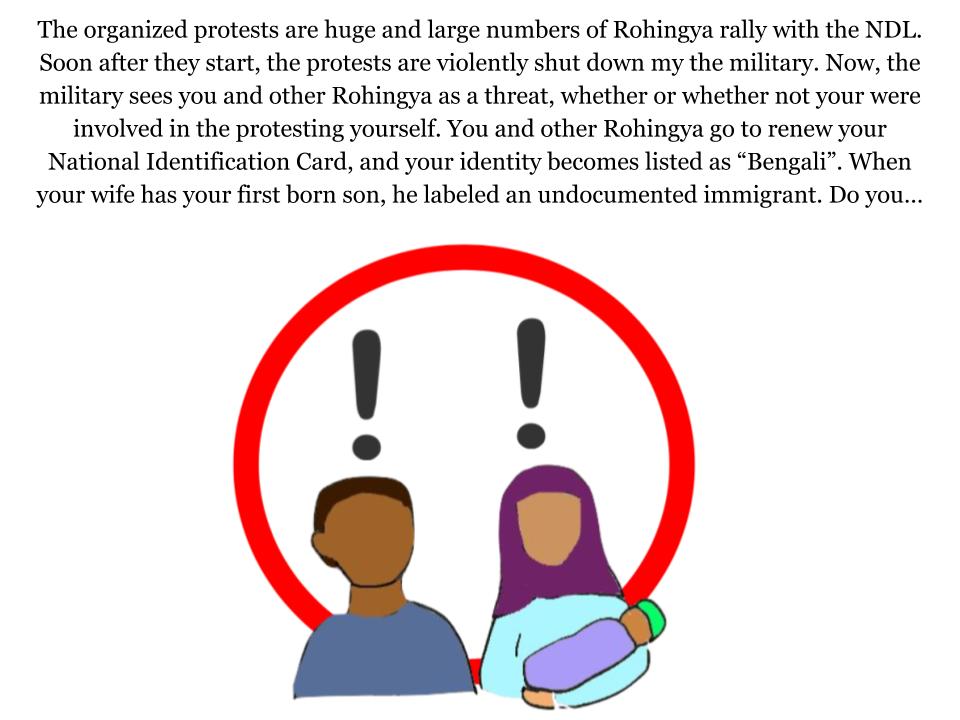 The organized protests are huge and large numbers of Rohingya rally with the NDL.
Soon after they start, the protests are violently shut down my the military. Now, the
military sees you and other Rohingya as a threat, whether or whether not your were
involved in the protesting yourself. You and other Rohingya go to renew your
National Identification Card, and your identity becomes listed as “Bengali”. When
your wife has your first born son, he labeled an undocumented immigrant. Do you...